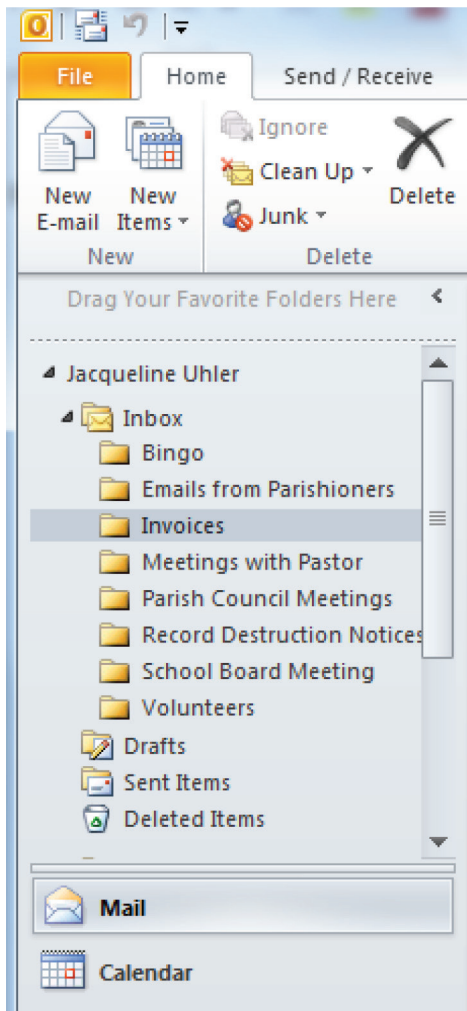 File Home Send / Receive
New E-mail
New Items
Ignore
Clean Up
Junk
Delete
New
Delete
Drag Your Favorite Folders Here
Jacqueline Uhler
Inbox
Bingo
Emails from Parishioners
Invoices
Meetings with Pastor
Parish Council Meetings
Record Destruction Notices
School Board Meeting
Volunteers
Drafts
Sent Items
Deleted Items
Mail
Calendar